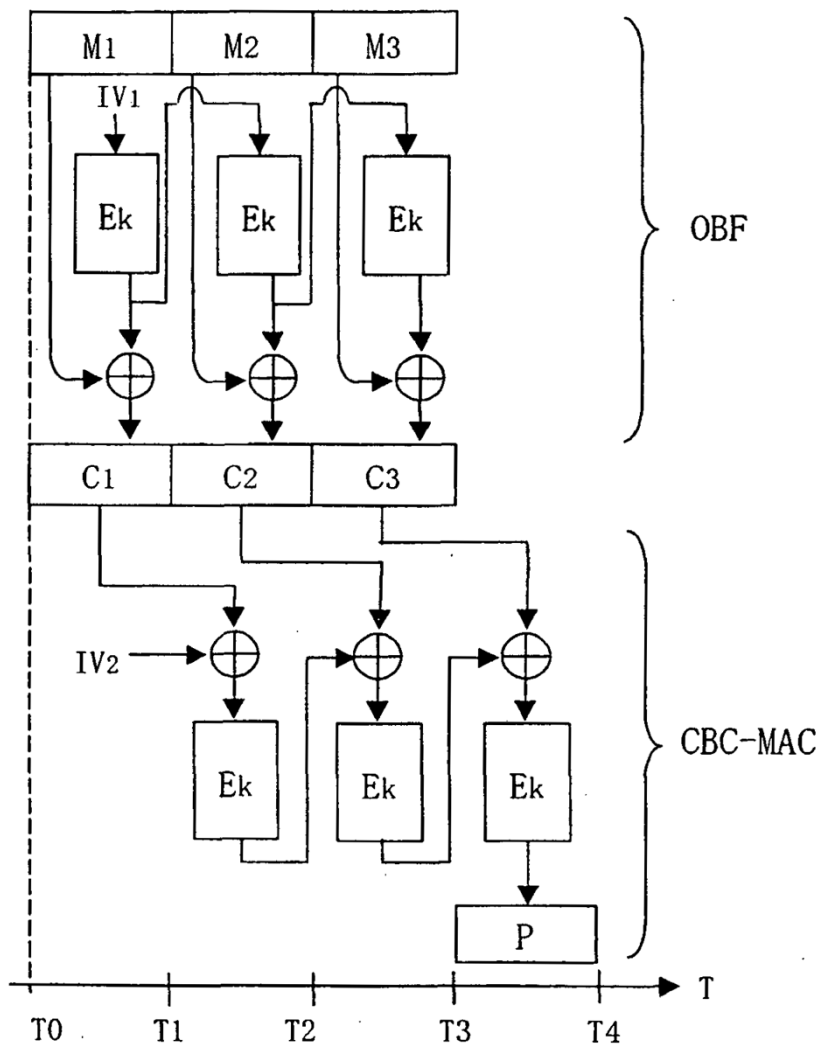 M1 M2 M3
IV1
Ek Ek Ek
OBF
C1 C2 C3
IV2
Ek Ek Ek
CBC-MAC
P
T
T0 T1 T2 T3 T4